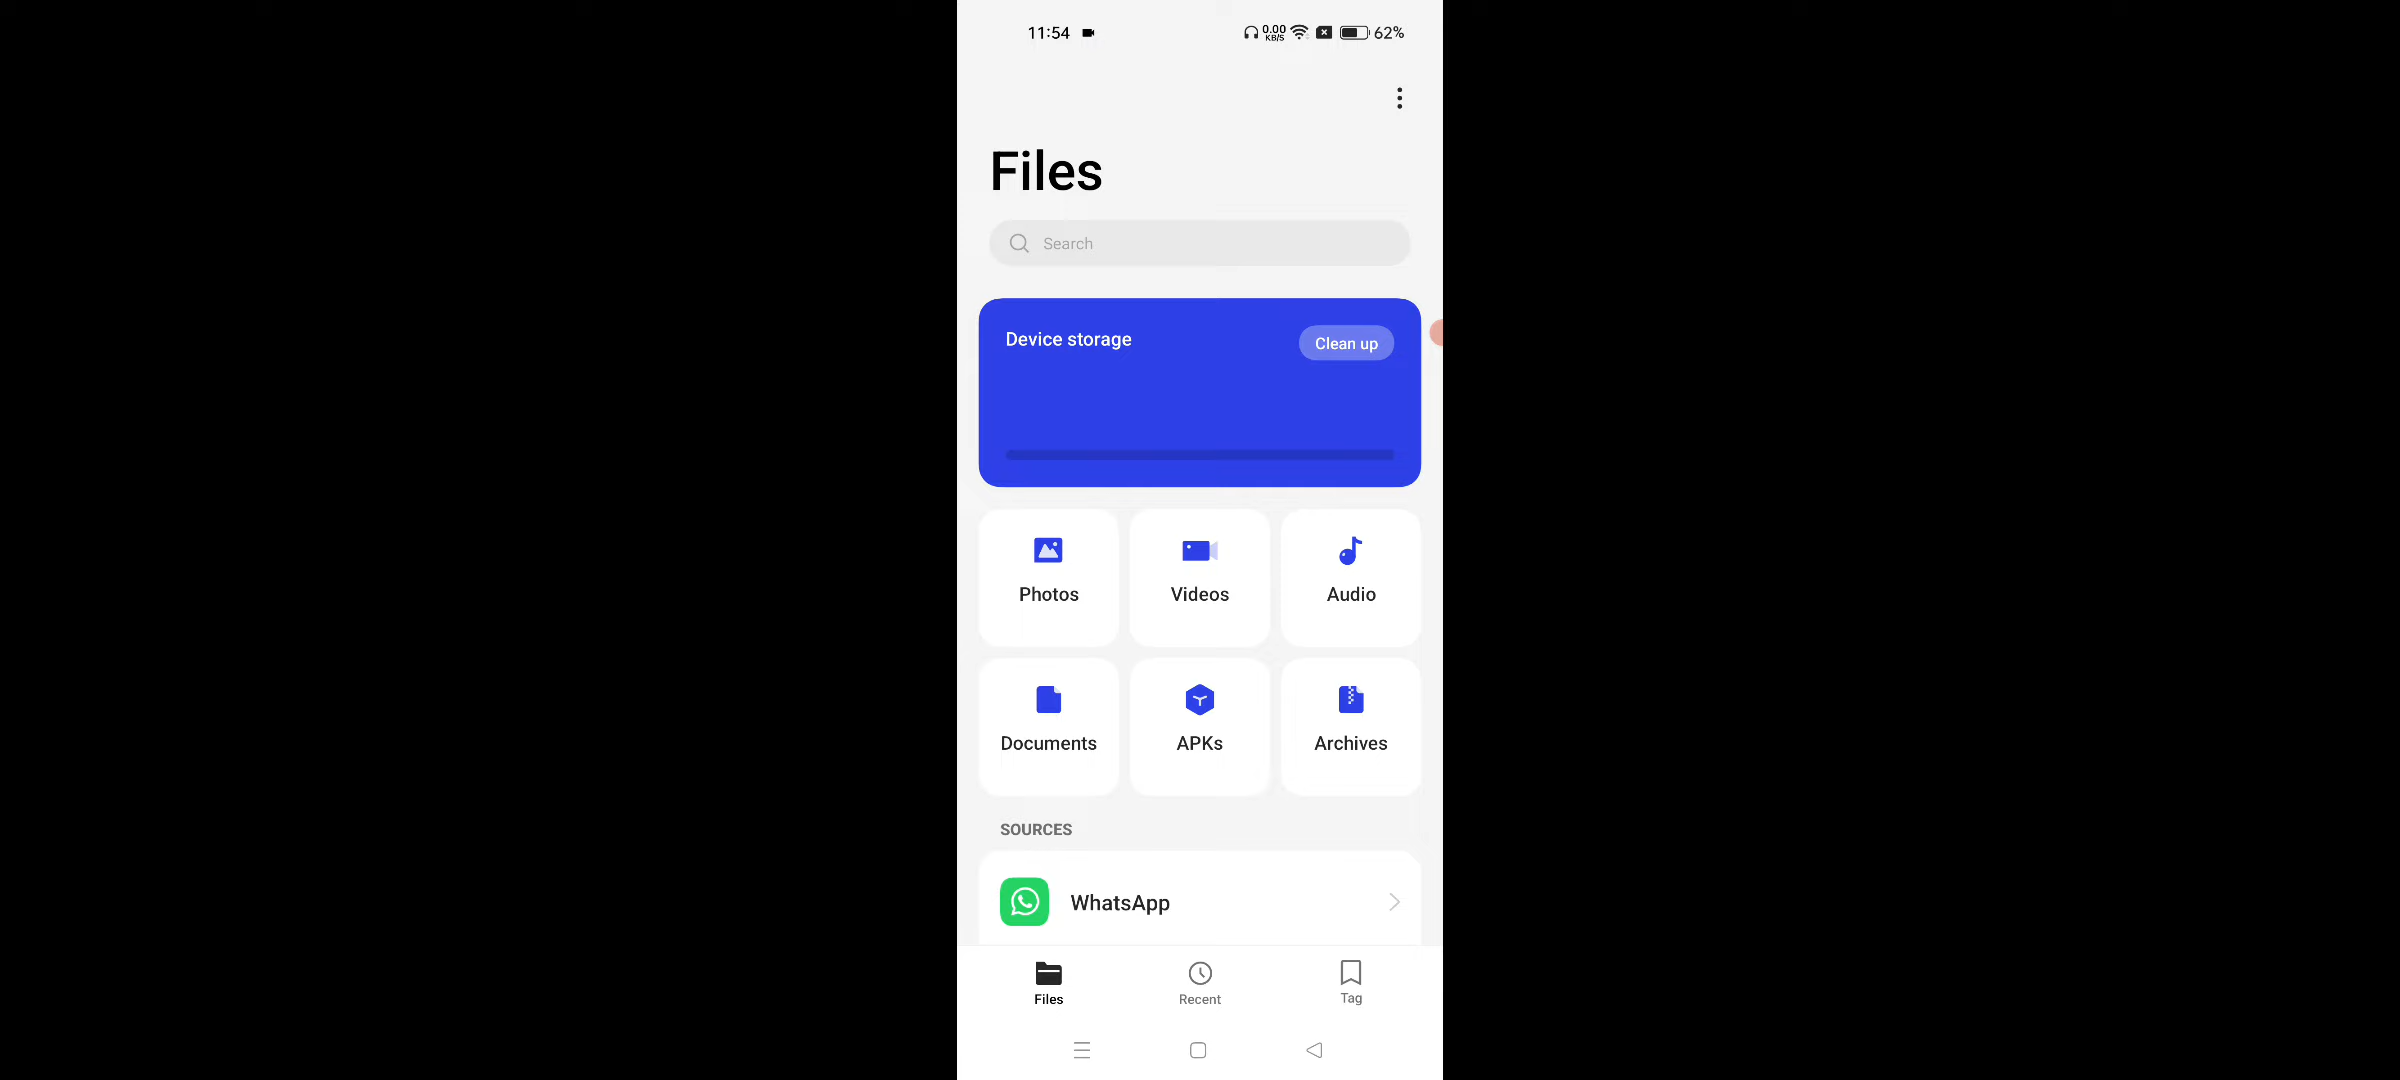 11:54
0.00
KB/S
62%
Files
Search
Device storage
Clean up
Photos
Videos
Audio
Documents
APKs
Archives
SOURCES
WhatsApp
Files
Recent
Tag